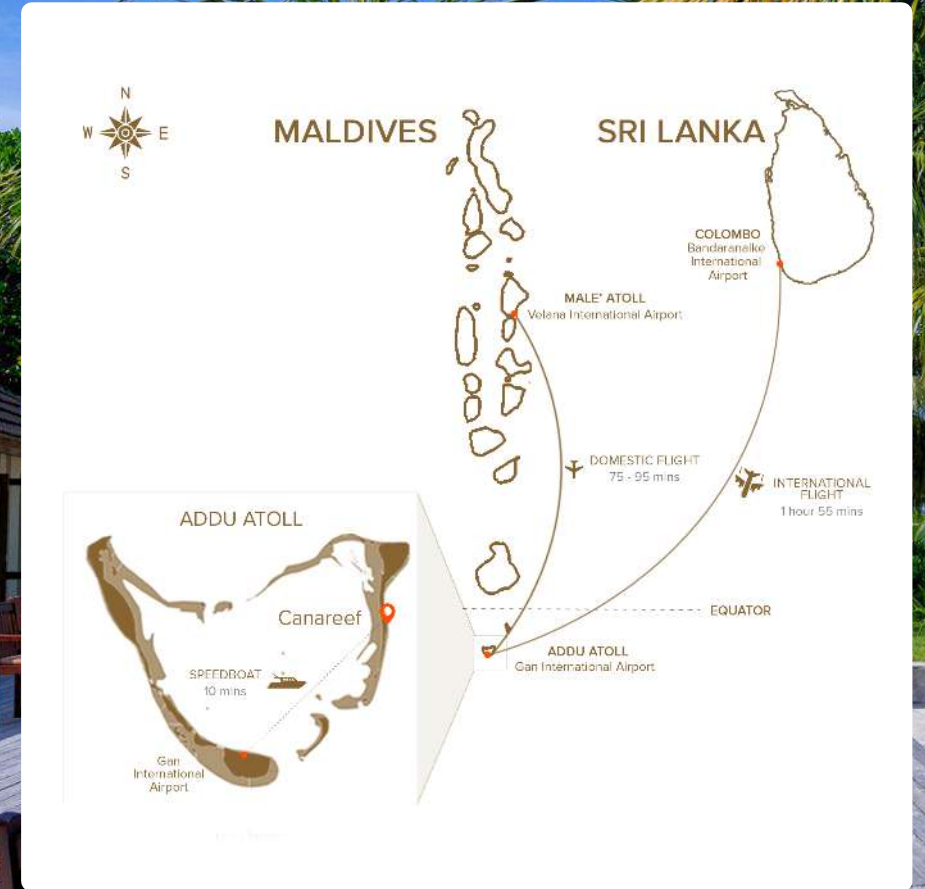 N
W
E
S
MALDIVES
SRI LANKA
COLOMBO
Bandaranaike
International
Airport
MALE' ATOLL
Velana International Airport
DOMESTIC FLIGHT
75 - 95 mins
INTERNATIONAL
FLIGHT
1 hour 55 mins
EQUATOR
ADDU ATOLL
Gan International Airport
ADDU ATOLL
Canareef
SPEEDBOAT
10 mins
Gan
International
Airport